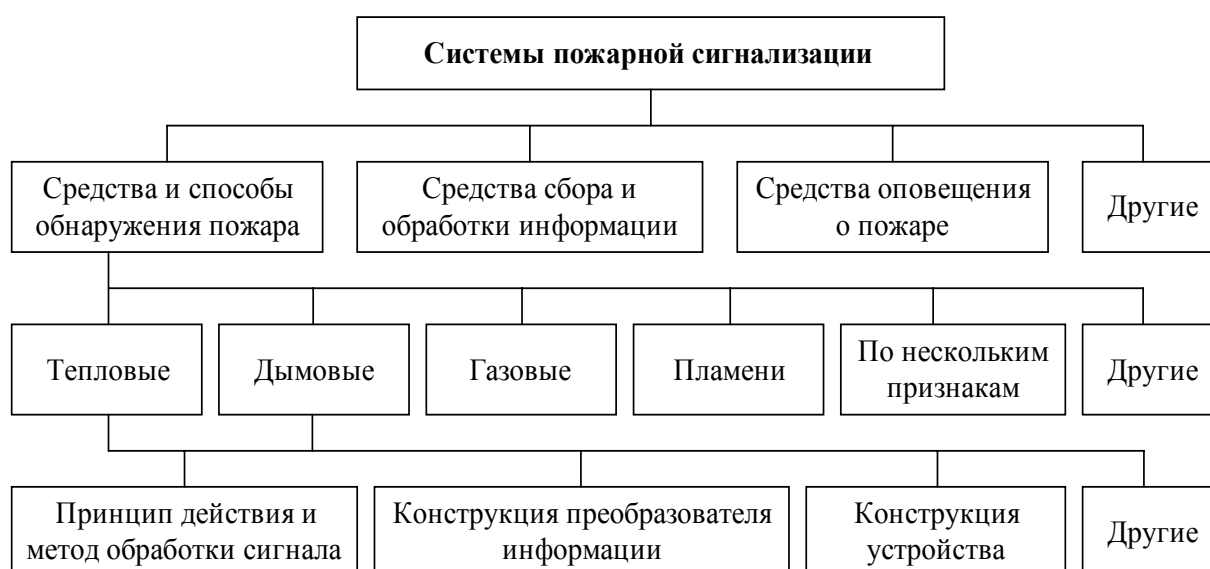 Системы пожарной сигнализации
Средства и способы
обнаружения пожара
Средства сбора и
обработки информации
Средства оповещения
о пожаре
Другие
Тепловые
Дымовые
Газовые
Пламени
По нескольким
признакам
Другие
Принцип действия и
метод обработки сигнала
Конструкция преобразователя
информации
Конструкция
устройства
Другие